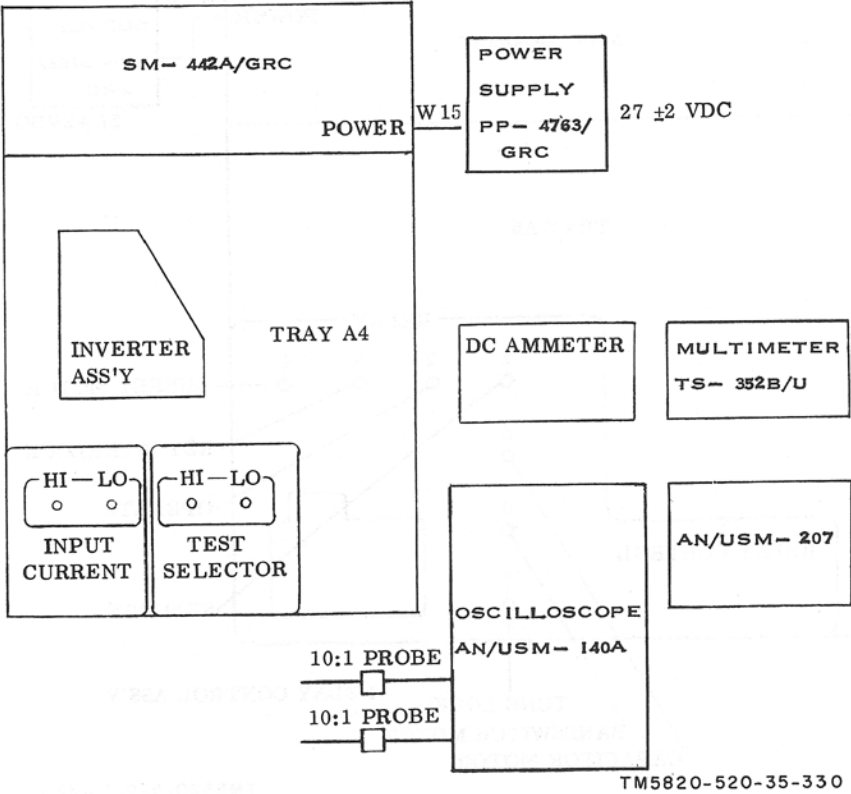 SM- 442A/GRC
POWER
W 15
POWER
SUPPLY
PP- 4763/
GRC
27 ±2 VDC
INVERTER
ASS'Y
TRAY A4
DC AMMETER
MULTIMETER
TS- 352B/U
HI — LO
INPUT
CURRENT
HI — LO
TEST
SELECTOR
OSCILLOSCOPE
AN/USM- 140A
AN/USM- 207
10:1 PROBE
10:1 PROBE
TM5820-520-35-330